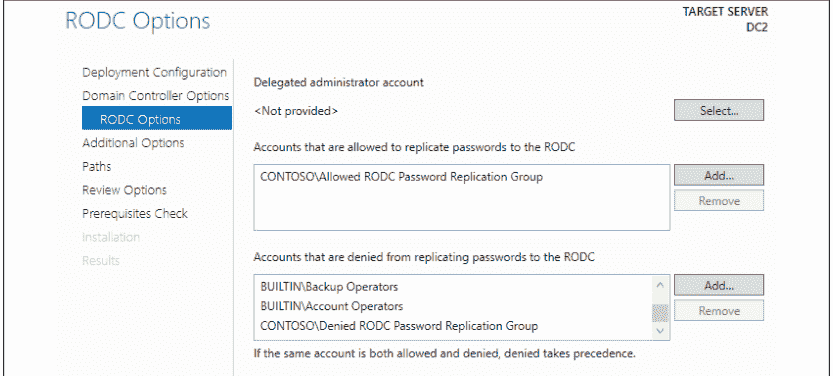 RODC Options
TARGET SERVER
DC2
Deployment Configuration
Domain Controller Options
RODC Options
Additional Options
Paths
Review Options
Prerequisites Check
Installation
Results
Delegated administrator account
<Not provided>
Select...
Accounts that are allowed to replicate passwords to the RODC
CONTOSO\Allowed RODC Password Replication Group
Add...
Remove
Accounts that are denied from replicating passwords to the RODC
BUILTIN\Backup Operators
BUILTIN\Account Operators
CONTOSO\Denied RODC Password Replication Group
Add...
Remove
If the same account is both allowed and denied, denied takes precedence.